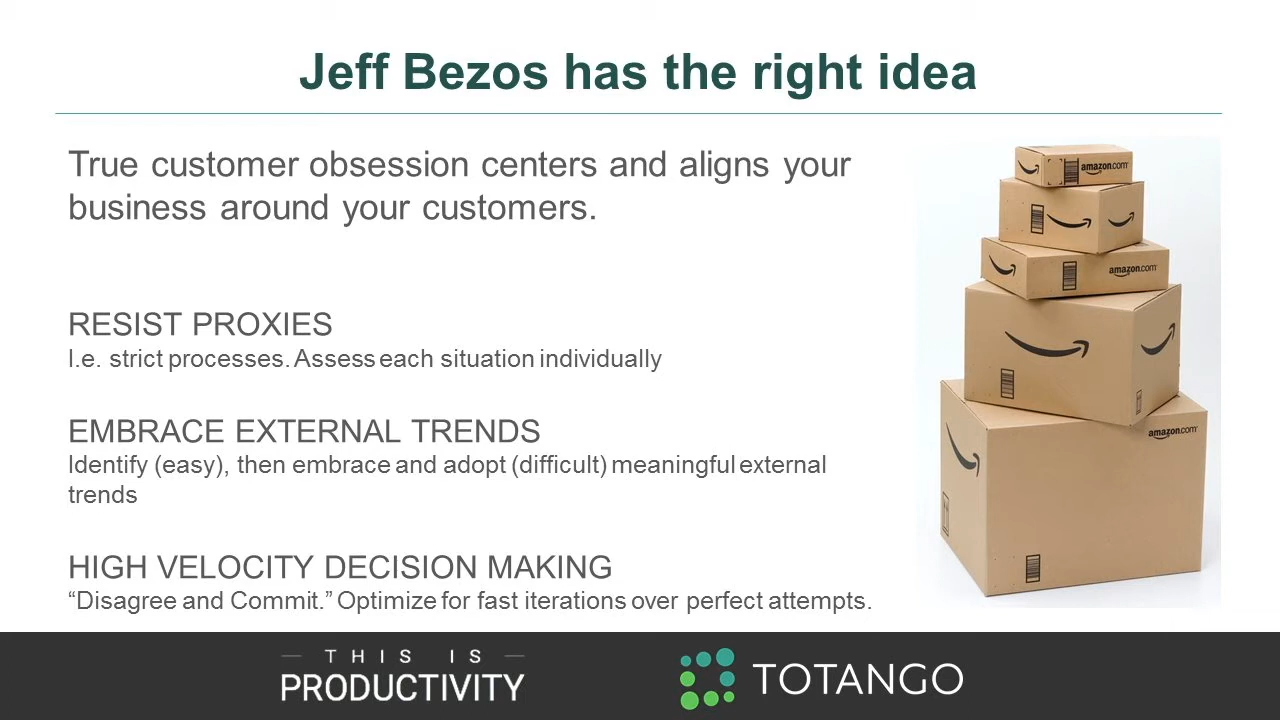 Jeff Bezos has the right idea
True customer obsession centers and aligns your
business around your customers.
RESIST PROXIES
I.e. strict processes. Assess each situation individually
EMBRACE EXTERNAL TRENDS
Identify (easy), then embrace and adopt (difficult) meaningful external
trends
HIGH VELOCITY DECISION MAKING
“Disagree and Commit.” Optimize for fast iterations over perfect attempts.
amazon.com
amazon.com
amazon.com
THIS IS
PRODUCTIVITY
TOTANGO